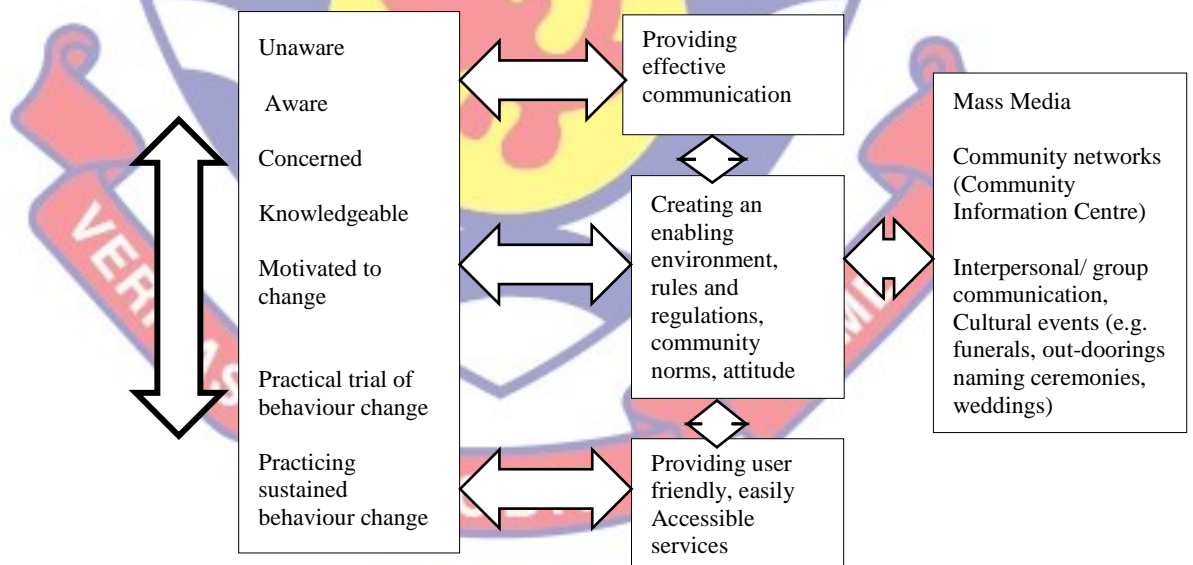 Unaware
Aware
Concerned
Knowledgeable
Motivated to
change
Practical trial of
behaviour change
Practicing
sustained
behaviour change
Providing
effective
communication
Creating an
enabling
environment,
rules and
regulations,
community
norms, attitude
Providing user
friendly, easily
Accessible
services
Mass Media
Community networks
(Community
Information Centre)
Interpersonal/ group
communication,
Cultural events (e.g.
funerals, out-doorings
naming ceremonies,
weddings)